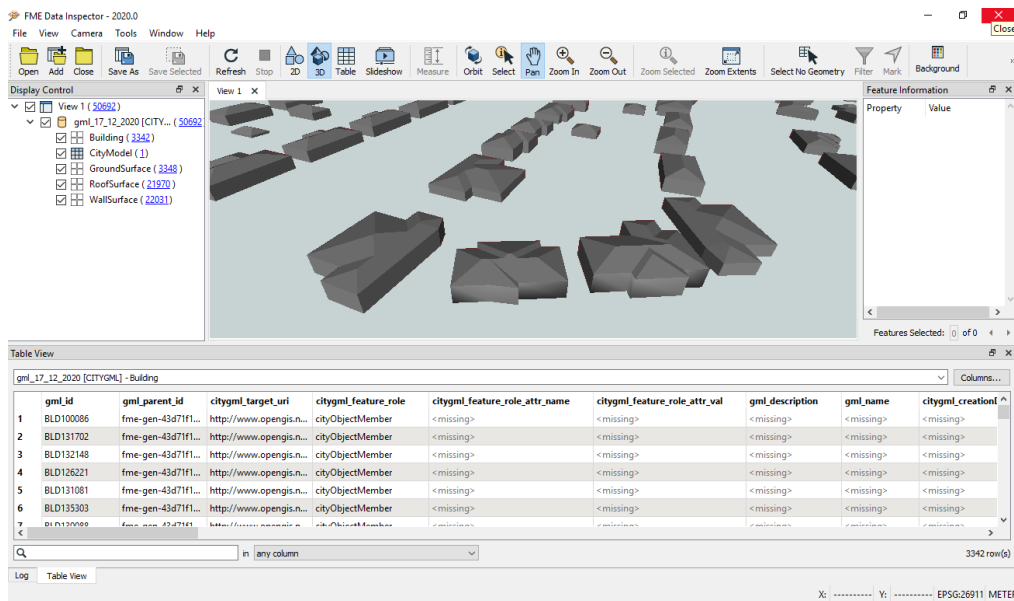 FME Data Inspector - 2020.0
Close
File View Camera Tools Window Help
Open Add Close Save As Save Selected Refresh Stop 2D 3D Table Slideshow Measure Orbit Select Pan Zoom In Zoom Out Zoom Selected Zoom Extents Select No Geometry Filter Mark Background
Display Control
View 1
Feature Information
View 1 (50692)
Property Value
gml_17_12_2020 [CITY... (50692
Building (3342)
CityModel (1)
GroundSurface (3348)
RoofSurface (21970)
WallSurface (22031)
Features Selected: 0 of 0
Table View
gml_17_12_2020 [CITYGML] - Building
Columns...
gml_id gml_parent_id citygml_target_uri citygml_feature_role citygml_feature_role_attr_name citygml_feature_role_attr_val gml_description gml_name citygml_creationD
1 BLD100086 fme-gen-43d71f1... http://www.opengis.n... cityObjectMember <missing> <missing> <missing> <missing> <missing>
2 BLD131702 fme-gen-43d71f1... http://www.opengis.n... cityObjectMember <missing> <missing> <missing> <missing> <missing>
3 BLD132148 fme-gen-43d71f1... http://www.opengis.n... cityObjectMember <missing> <missing> <missing> <missing> <missing>
4 BLD126221 fme-gen-43d71f1... http://www.opengis.n... cityObjectMember <missing> <missing> <missing> <missing> <missing>
5 BLD131081 fme-gen-43d71f1... http://www.opengis.n... cityObjectMember <missing> <missing> <missing> <missing> <missing>
6 BLD135303 fme-gen-43d71f1... http://www.opengis.n... cityObjectMember <missing> <missing> <missing> <missing> <missing>
in any column
3342 row(s)
Log Table View
X: ---------- Y: ---------- EPSG:26911 METER